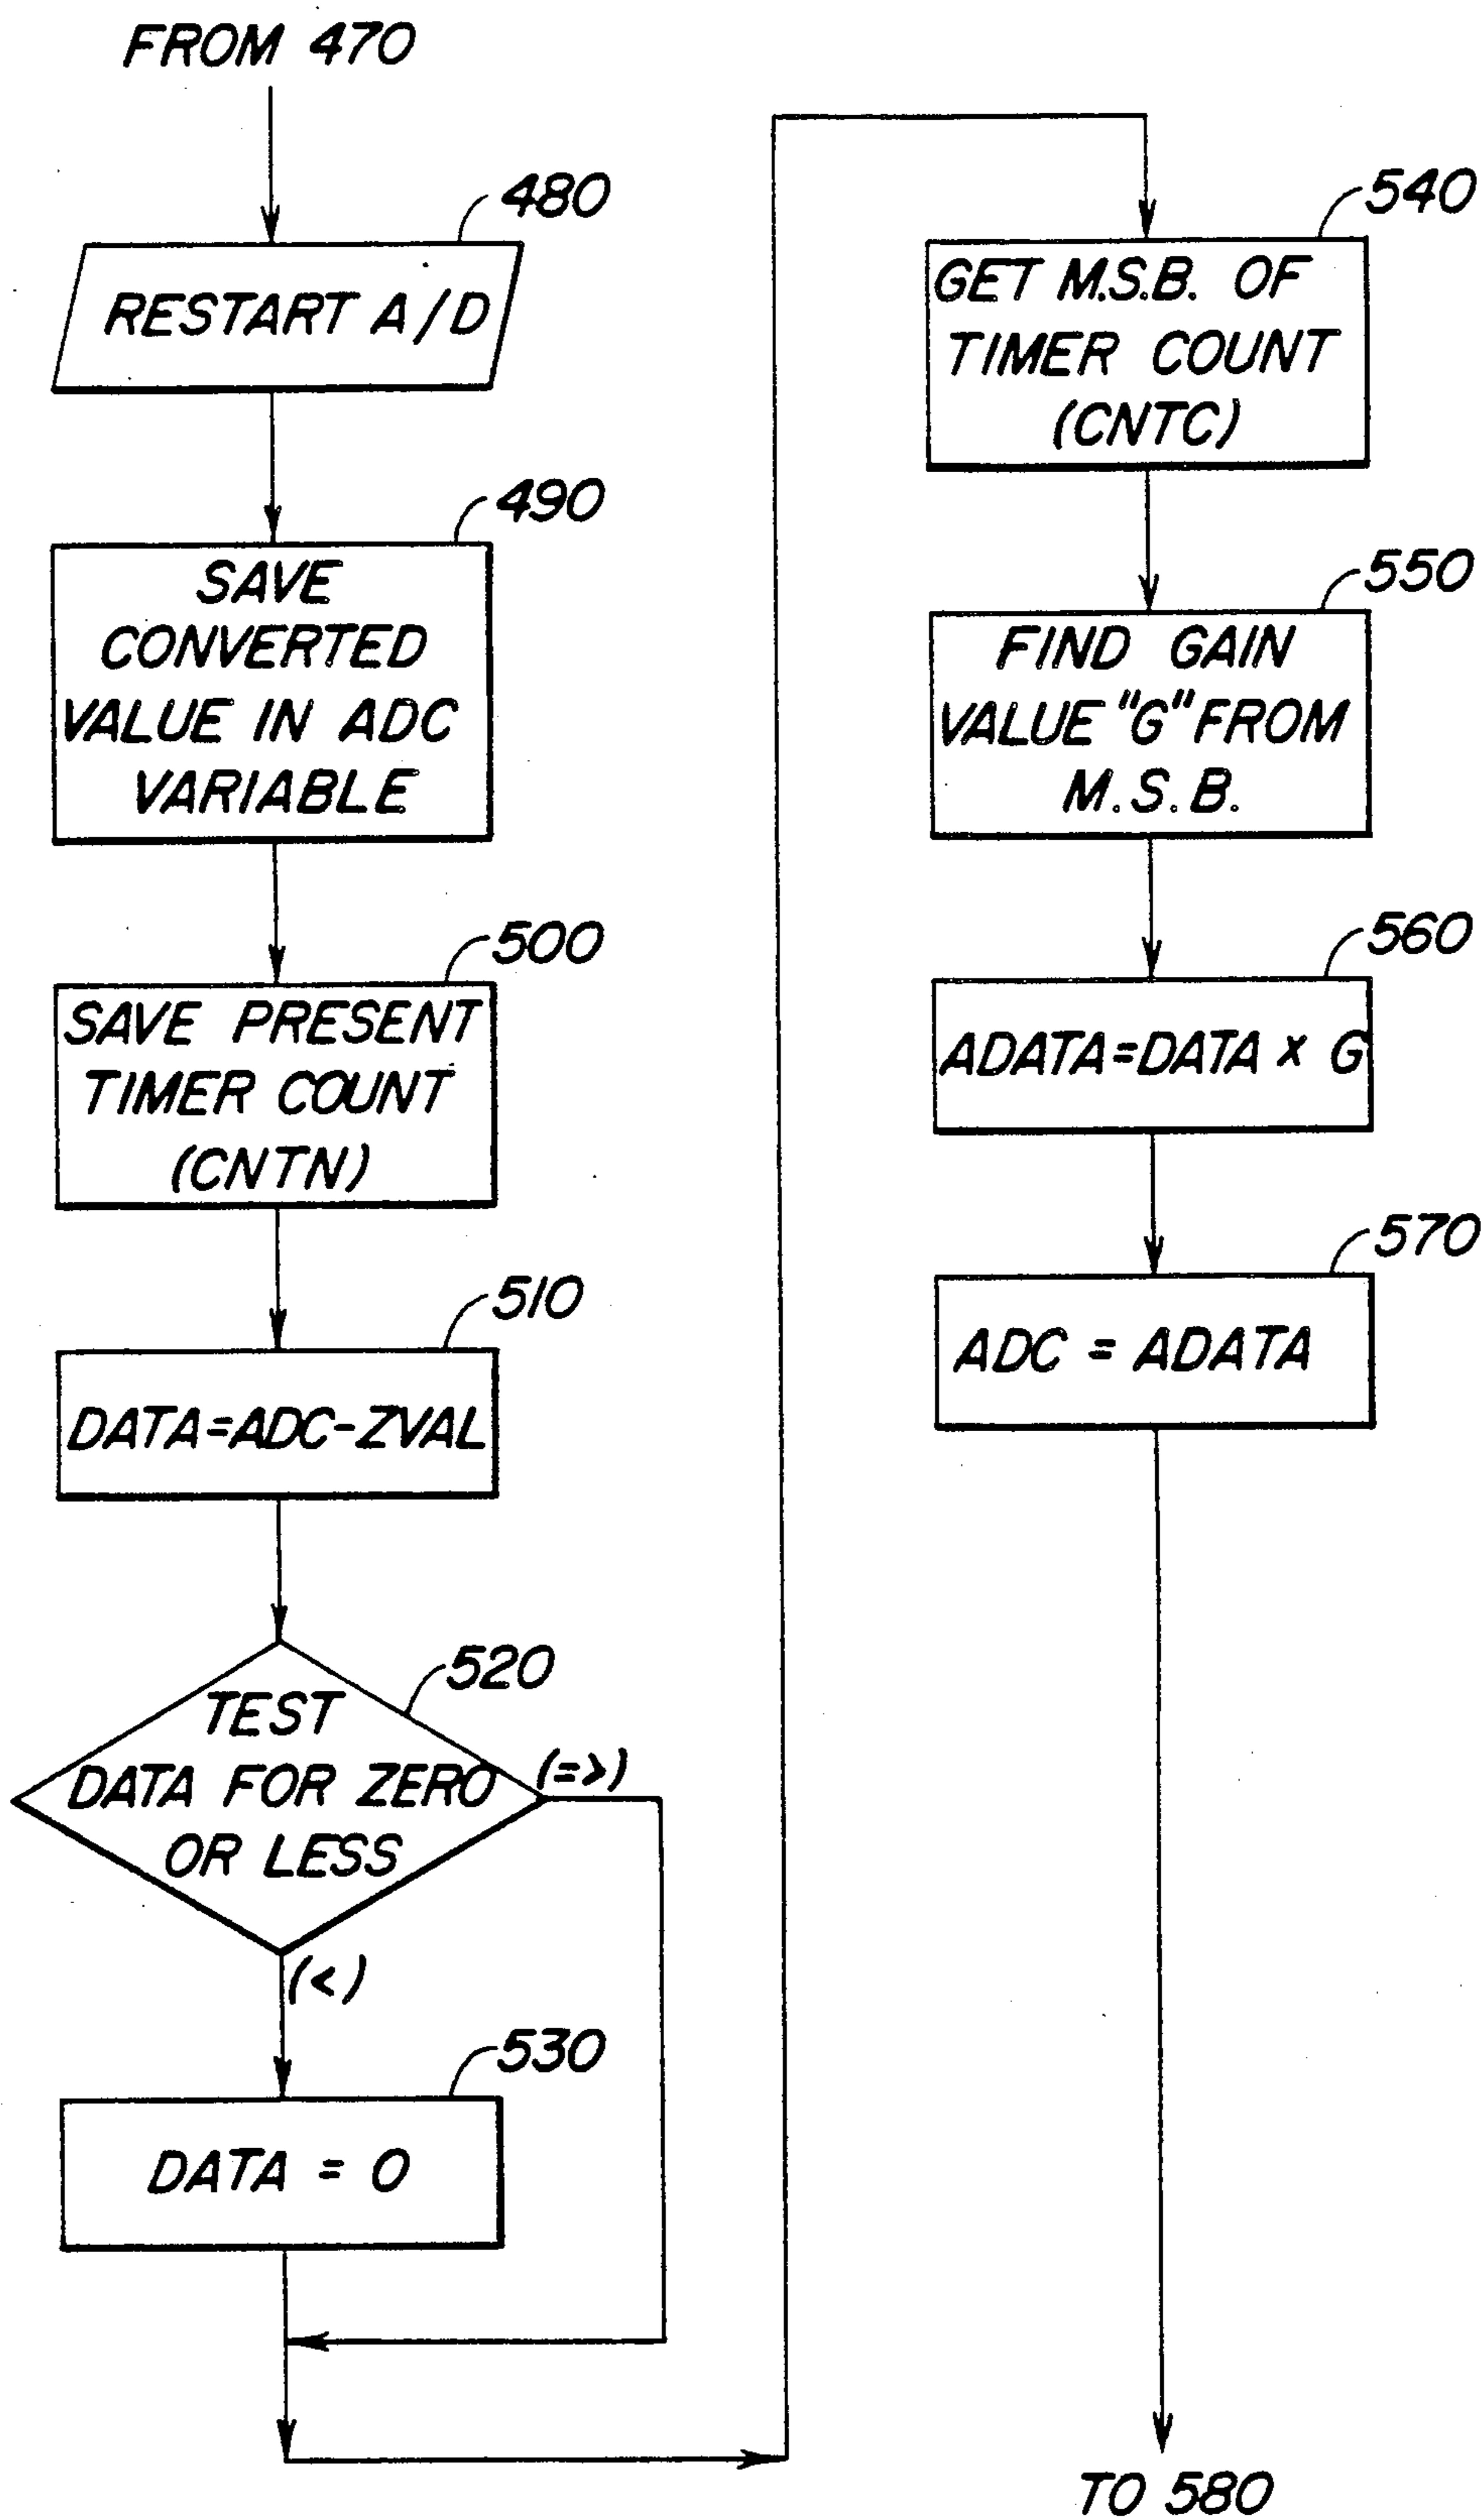 FROM 470
480
RESTART A/D
490
SAVE
CONVERTED
VALUE IN ADC
VARIABLE
500
SAVE PRESENT
TIMER COUNT
(CNTN)
510
DATA=ADC-ZVAL
520
TEST
DATA FOR ZERO
OR LESS
(=>)
(<)
530
DATA = 0
540
GET M.S.B. OF
TIMER COUNT
(CNTC)
550
FIND GAIN
VALUE "G" FROM
M.S.B.
560
ADATA=DATA x G
570
ADC = ADATA
TO 580